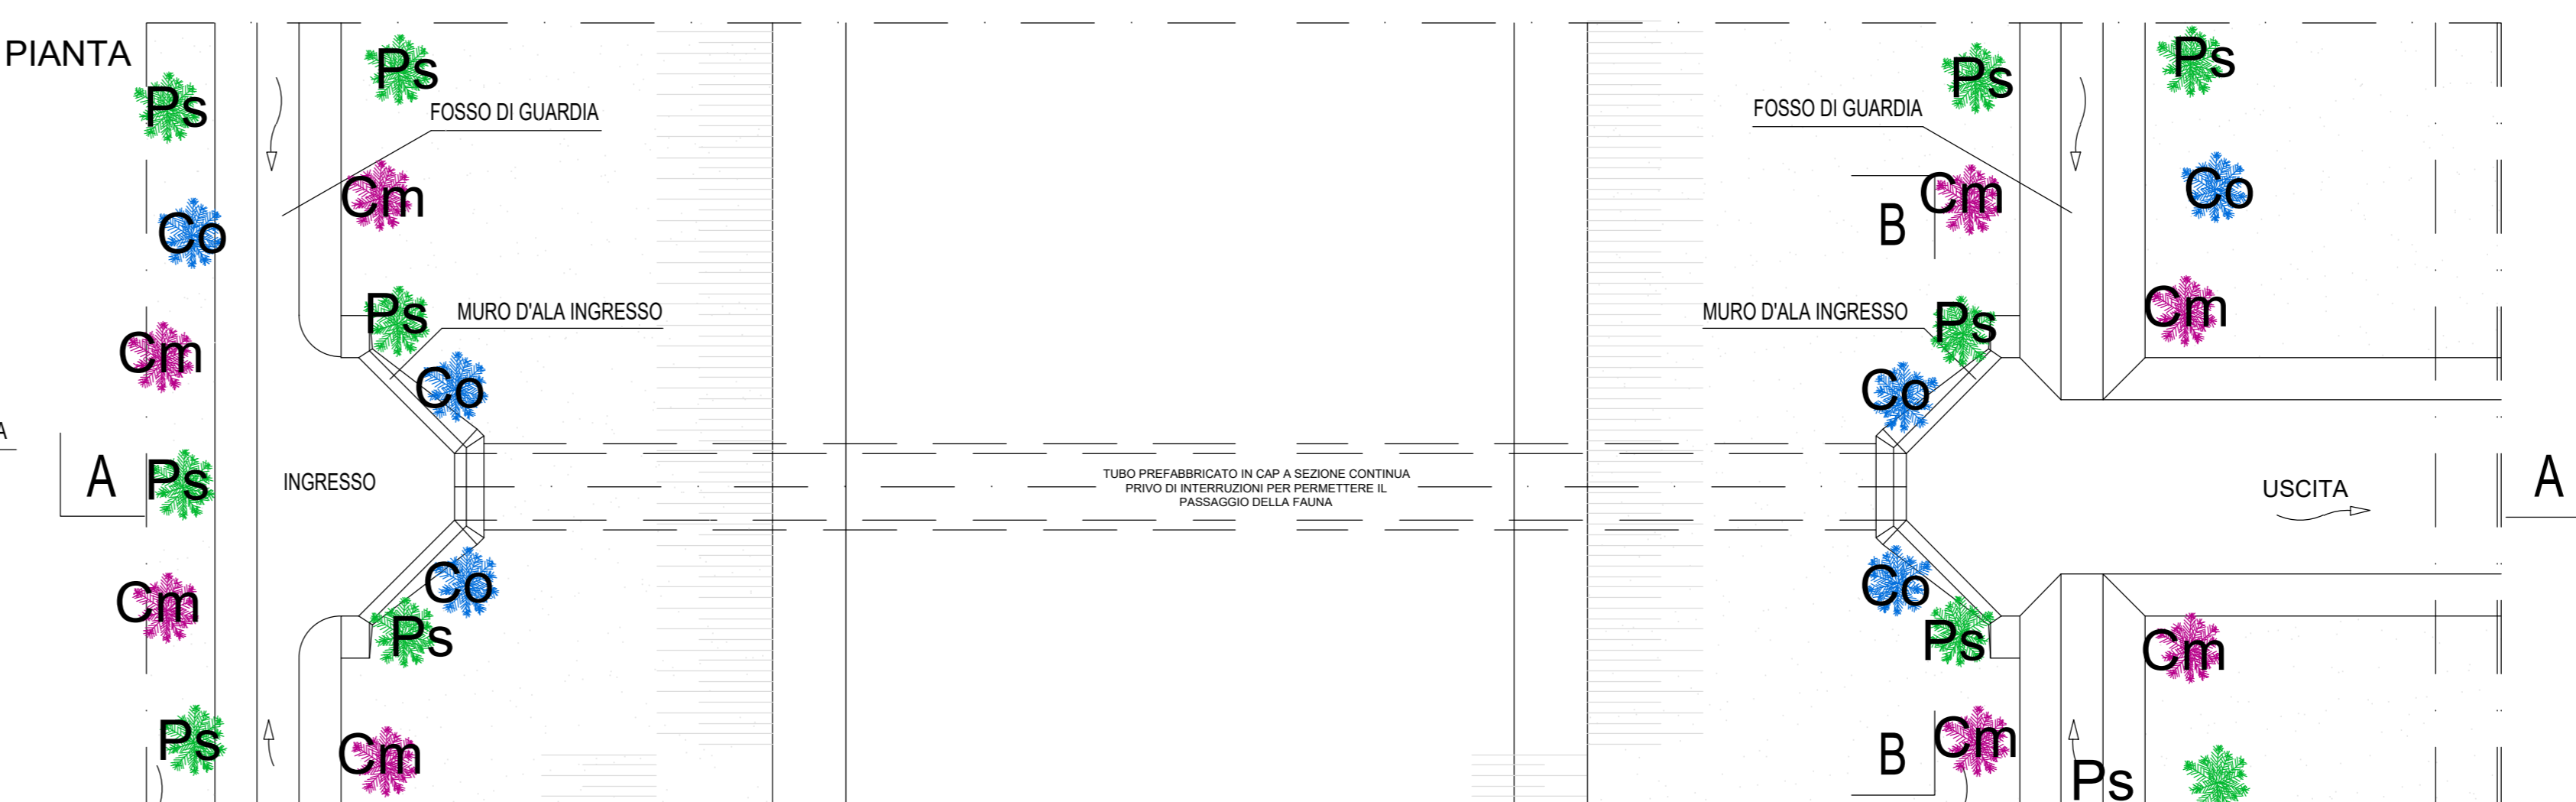 PIANTA
Ps
Ps
Ps
Ps
FOSSO DI GUARDIA
FOSSO DI GUARDIA
Cm
Cm
Co
Co
B
Ps
MURO D'ALA INGRESSO
MURO D'ALA INGRESSO
Ps
Cm
Cm
Co
Co
A
A
Ps
INGRESSO
TUBO PREFABBRICATO IN CAP A SEZIONE CONTINUA
PRIVO DI INTERRUZIONI PER PERMETTERE IL
PASSAGGIO DELLA FAUNA
USCITA
A
Cm
Co
Co
Ps
Ps
Cm
Ps
Cm
Cm
B
Ps